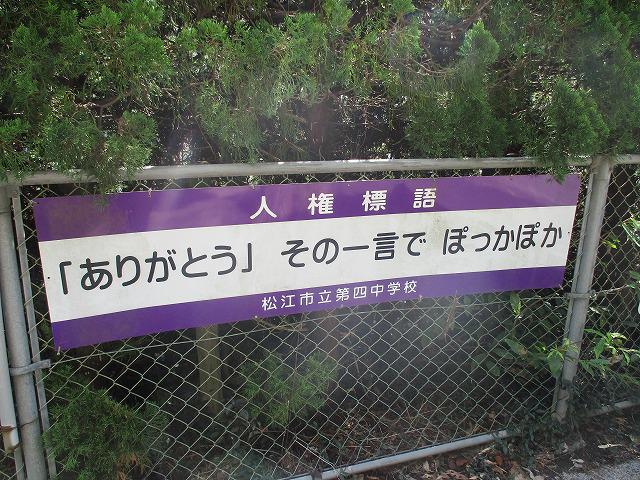 人権標語
「ありがとう」 その一言で ぽっかぽか
松江市立第四中学校